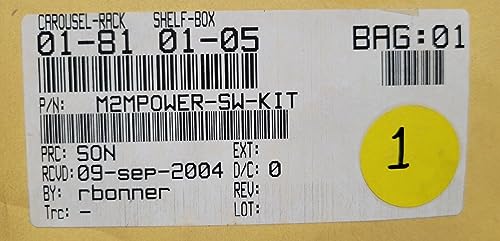 CAROUSEL-RACK SHELF-BOX
01-81 01-05 BAG:01
P/N: M2MPOWER-SW-KIT
PRC: SON EXT:
RCVD: 09-sep-2004 D/C: 0
BY: rbonner REV:
Trc: - LOT:
1